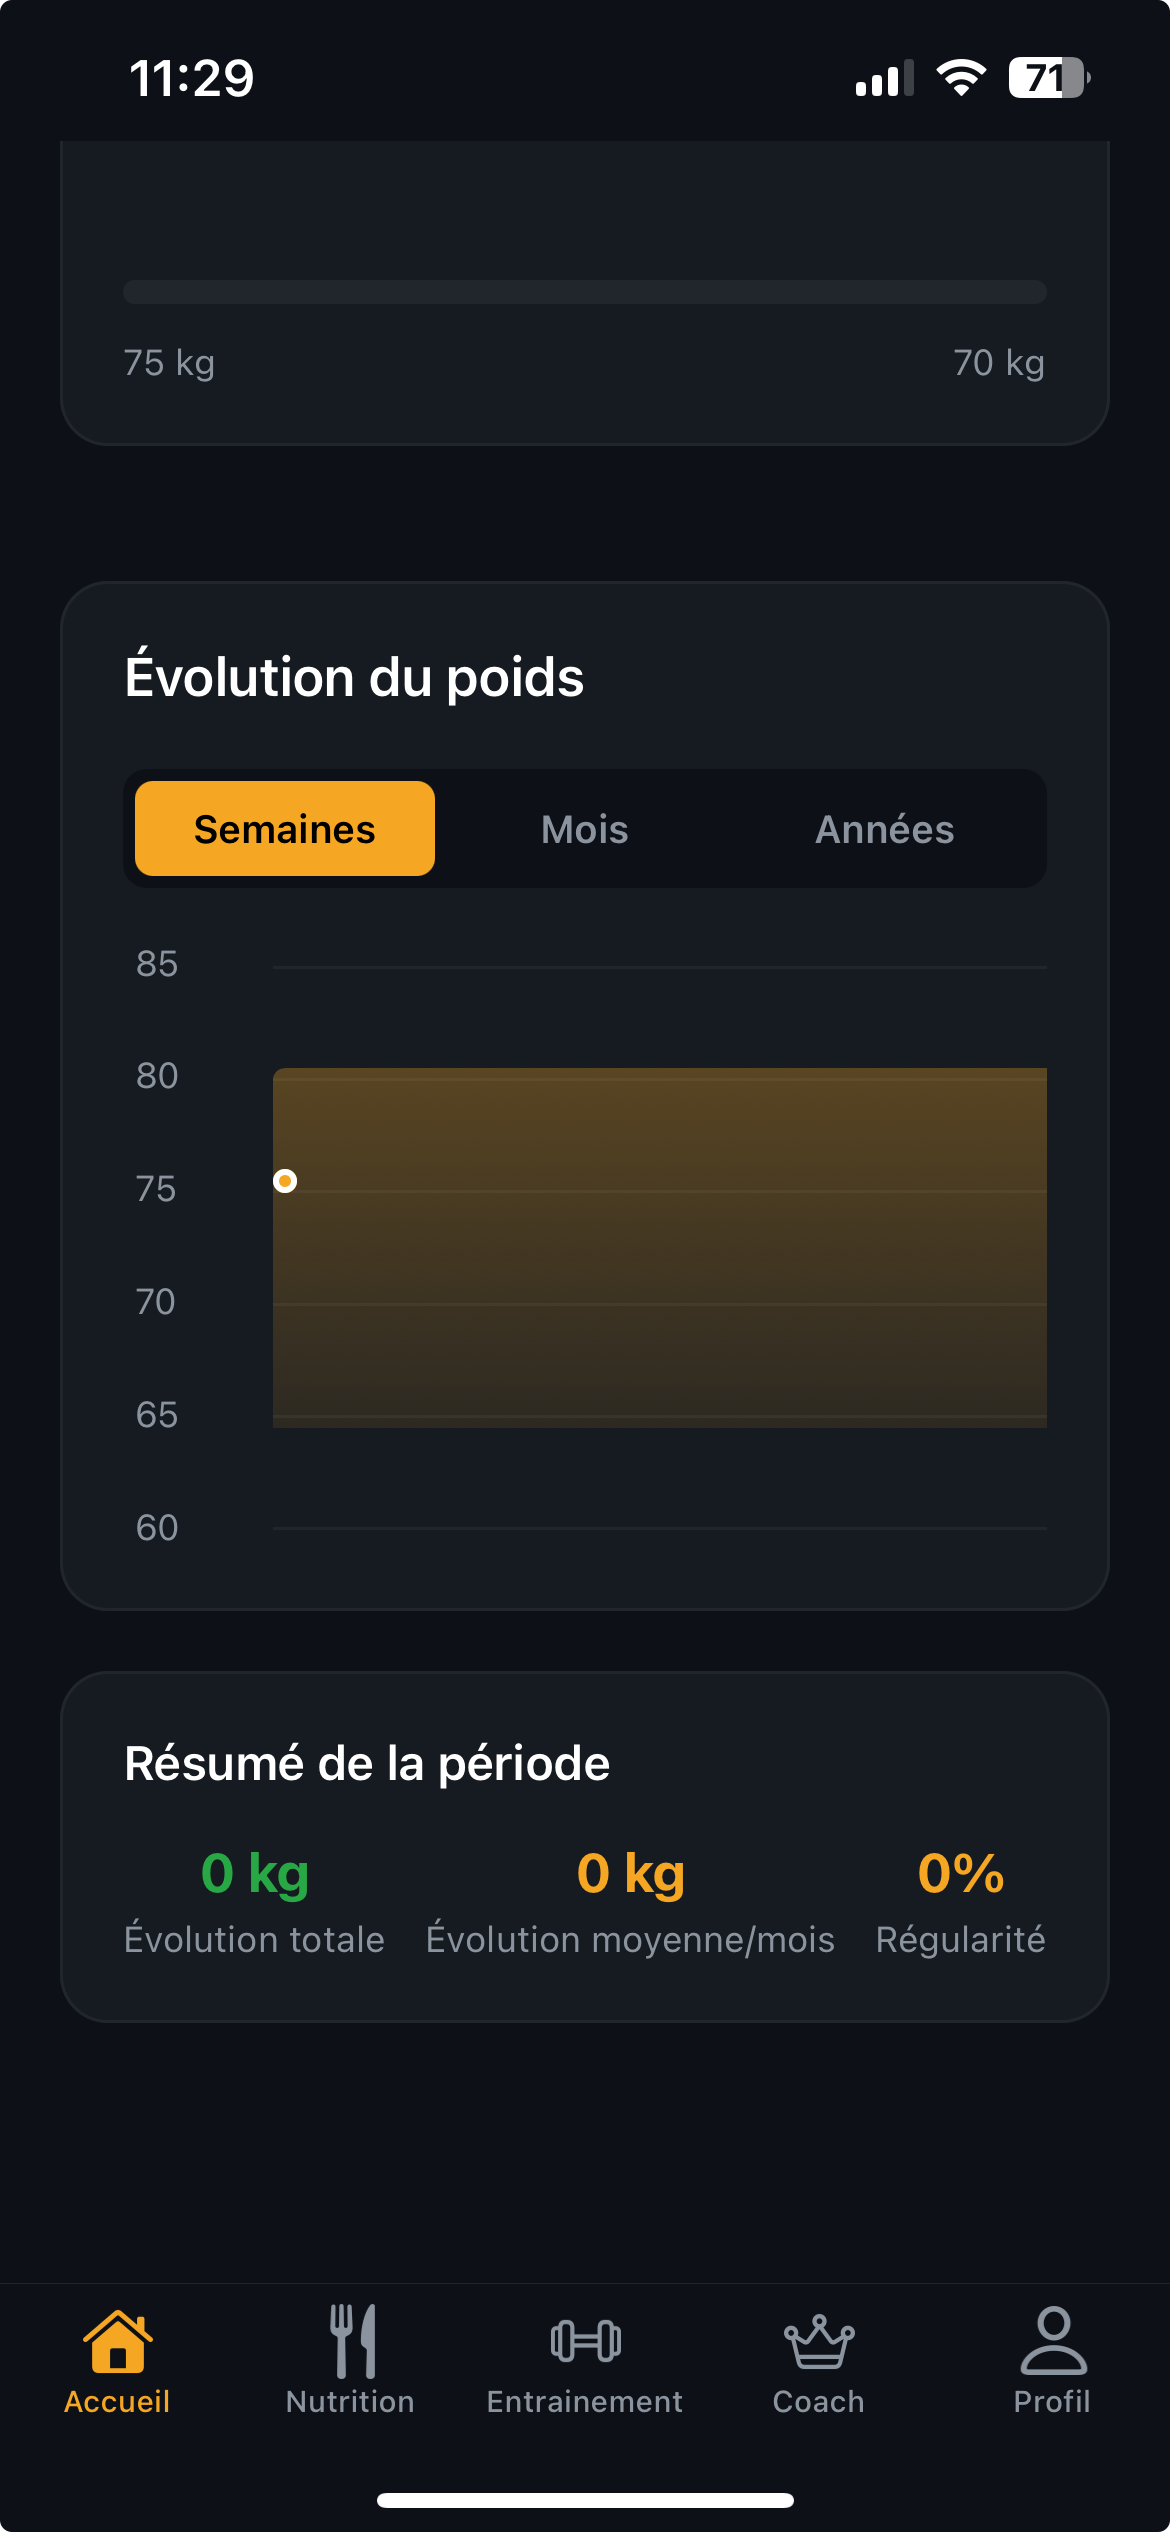 11:29
71
75 kg
70 kg
Évolution du poids
Semaines
Mois
Années
85
80
75
70
65
60
Résumé de la période
0 kg
0 kg
0%
Évolution totale
Évolution moyenne/mois
Régularité
Accueil
Nutrition
Entrainement
Coach
Profil